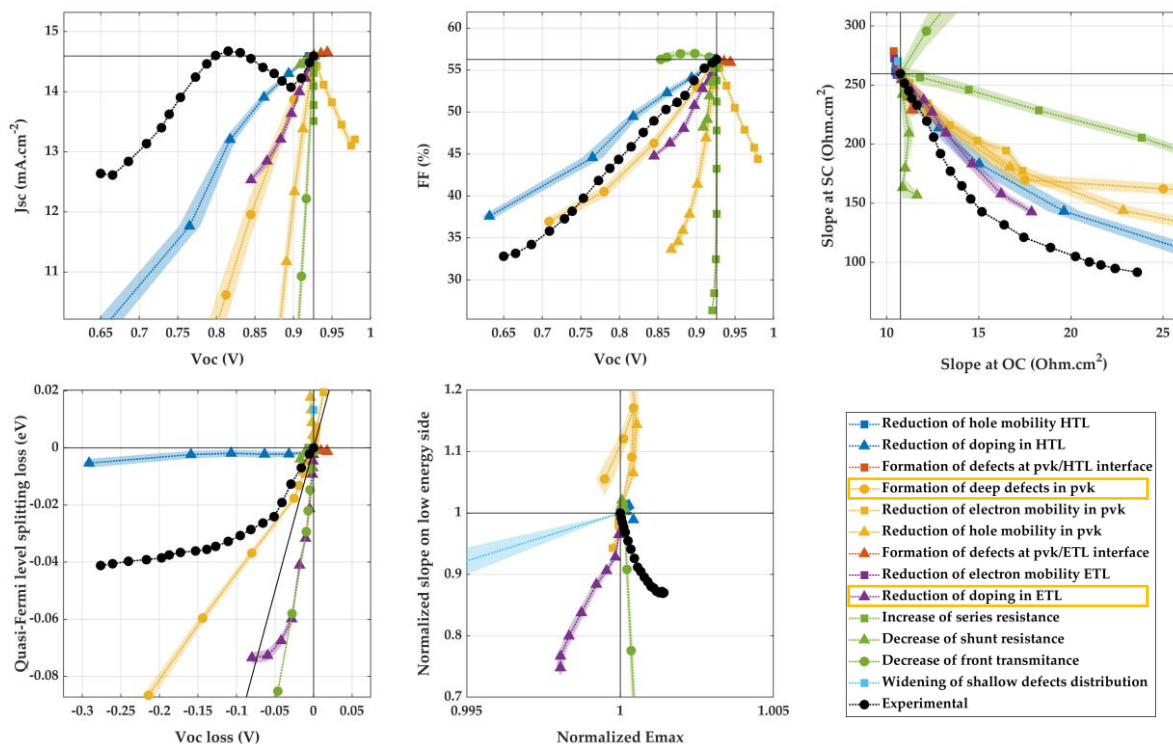 15
14
13
12
11
Jsc (mA.cm⁻²)
0.65 0.7 0.75 0.8 0.85 0.9 0.95 1
Voc (V)
60
55
50
45
40
35
30
FF (%)
0.65 0.7 0.75 0.8 0.85 0.9 0.95 1
Voc (V)
300
250
200
150
100
Slope at SC (Ohm.cm²)
10 15 20 25
Slope at OC (Ohm.cm²)
0.02
0
-0.02
-0.04
-0.06
-0.08
Quasi-Fermi level splitting loss (eV)
-0.3 -0.25 -0.2 -0.15 -0.1 -0.05 0 0.05
Voc loss (V)
1.2
1.1
1
0.9
0.8
0.7
Normalized slope on low energy side
0.995 1 1.005
Normalized Emax
Reduction of hole mobility HTL
Reduction of doping in HTL
Formation of defects at pvk/HTL interface
Formation of deep defects in pvk
Reduction of electron mobility in pvk
Reduction of hole mobility in pvk
Formation of defects at pvk/ETL interface
Reduction of electron mobility ETL
Reduction of doping in ETL
Increase of series resistance
Decrease of shunt resistance
Decrease of front transmitance
Widening of shallow defects distribution
Experimental